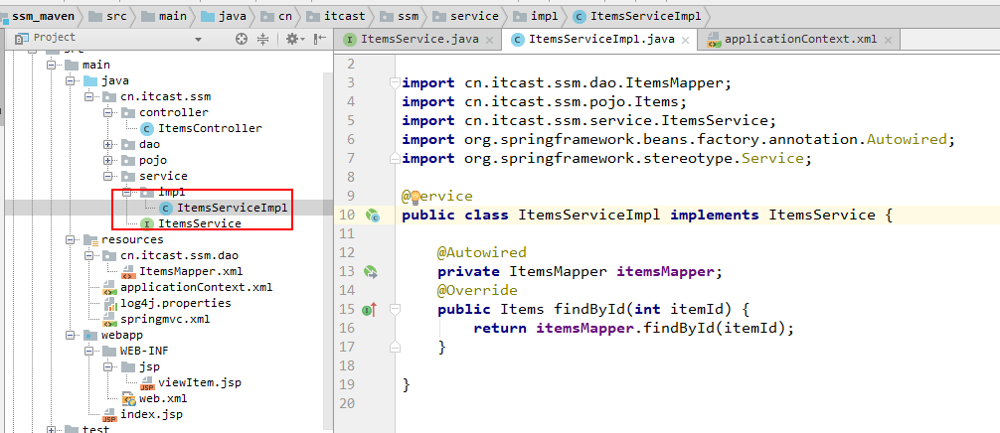 ssm_maven src main java cn itcast ssm service impl ItemsServiceImpl
Project
ItemsService.java ItemsServiceImpl.java applicationContext.xml
src
main
java
cn.itcast.ssm
controller
ItemsController
dao
pojo
service
impl
ItemsServiceImpl
ItemsService
resources
cn.itcast.ssm.dao
ItemsMapper.xml
applicationContext.xml
log4j.properties
springmvc.xml
webapp
WEB-INF
jsp
viewItem.jsp
web.xml
index.jsp
test
2
3 import cn.itcast.ssm.dao.ItemsMapper;
4 import cn.itcast.ssm.pojo.Items;
5 import cn.itcast.ssm.service.ItemsService;
6 import org.springframework.beans.factory.annotation.Autowired;
7 import org.springframework.stereotype.Service;
8
9 @Service
10 public class ItemsServiceImpl implements ItemsService {
11
12 @Autowired
13 private ItemsMapper itemsMapper;
14 @Override
15 public Items findById(int itemId) {
16 return itemsMapper.findById(itemId);
17 }
18
19 }
20